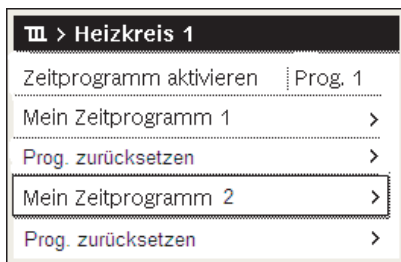 > Heizkreis 1
Zeitprogramm aktivieren Prog. 1
Mein Zeitprogramm 1 >
Prog. zurücksetzen >
Mein Zeitprogramm 2 >
Prog. zurücksetzen >